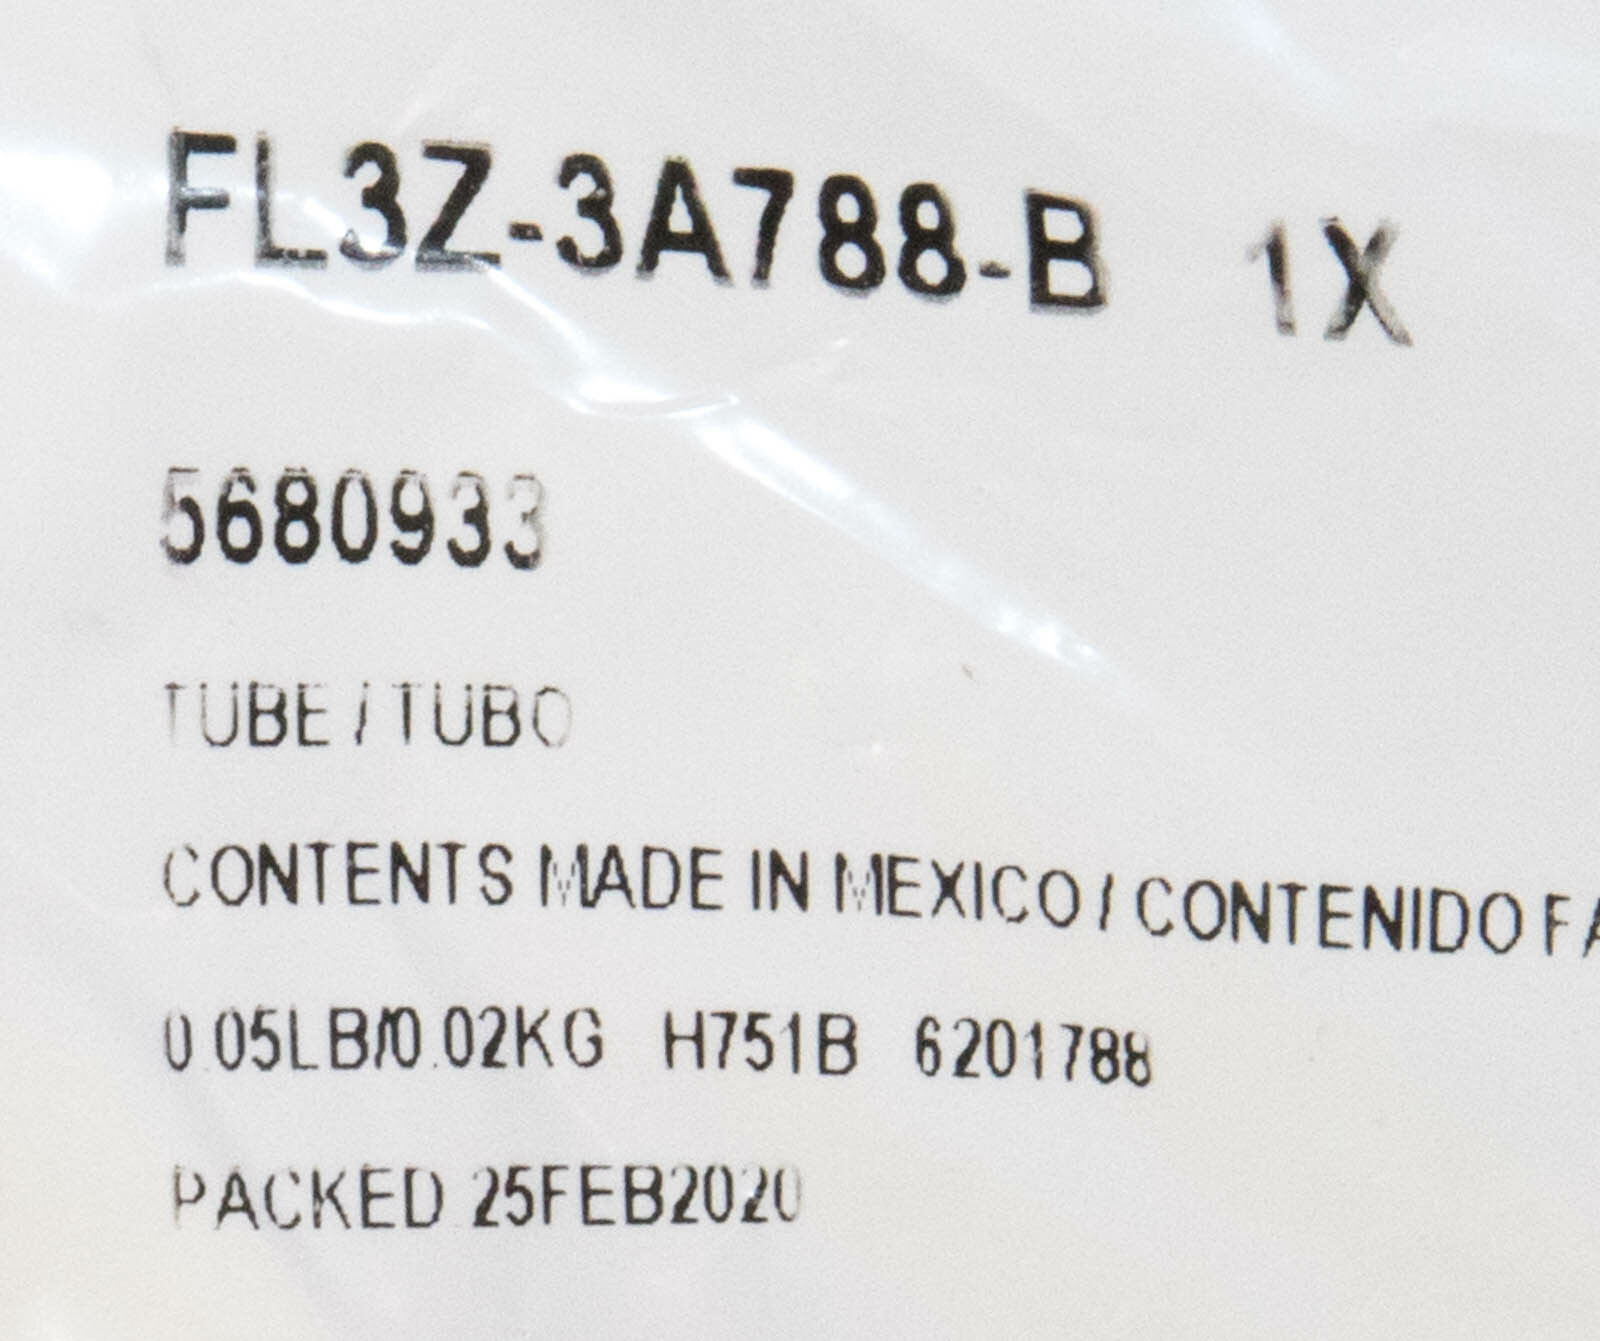 FL3Z-3A788-B 1X
5680933
TUBE / TUBO
CONTENTS MADE IN MEXICO / CONTENIDO FA
0.05LB/0.02KG H751B 6201788
PACKED 25FEB2020